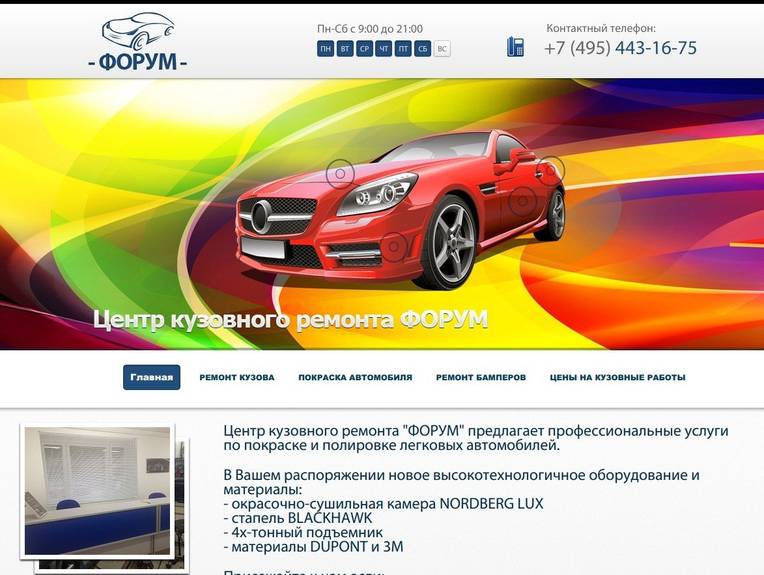 - ФОРУМ -
Пн-Сб с 9:00 до 21:00
ПН ВТ СР ЧТ ПТ СБ ВС
Контактный телефон:
+7 (495) 443-16-75
Центр кузовного ремонта ФОРУМ
Главная РЕМОНТ КУЗОВА ПОКРАСКА АВТОМОБИЛЯ РЕМОНТ БАМПЕРОВ ЦЕНЫ НА КУЗОВНЫЕ РАБОТЫ
Центр кузовного ремонта "ФОРУМ" предлагает профессиональные услуги
по покраске и полировке легковых автомобилей.
В Вашем распоряжении новое высокотехнологичное оборудование и
материалы:
- окрасочно-сушильная камера NORDBERG LUX
- стапель BLACKHAWK
- 4х-тонный подъемник
- материалы DUPONT и 3М